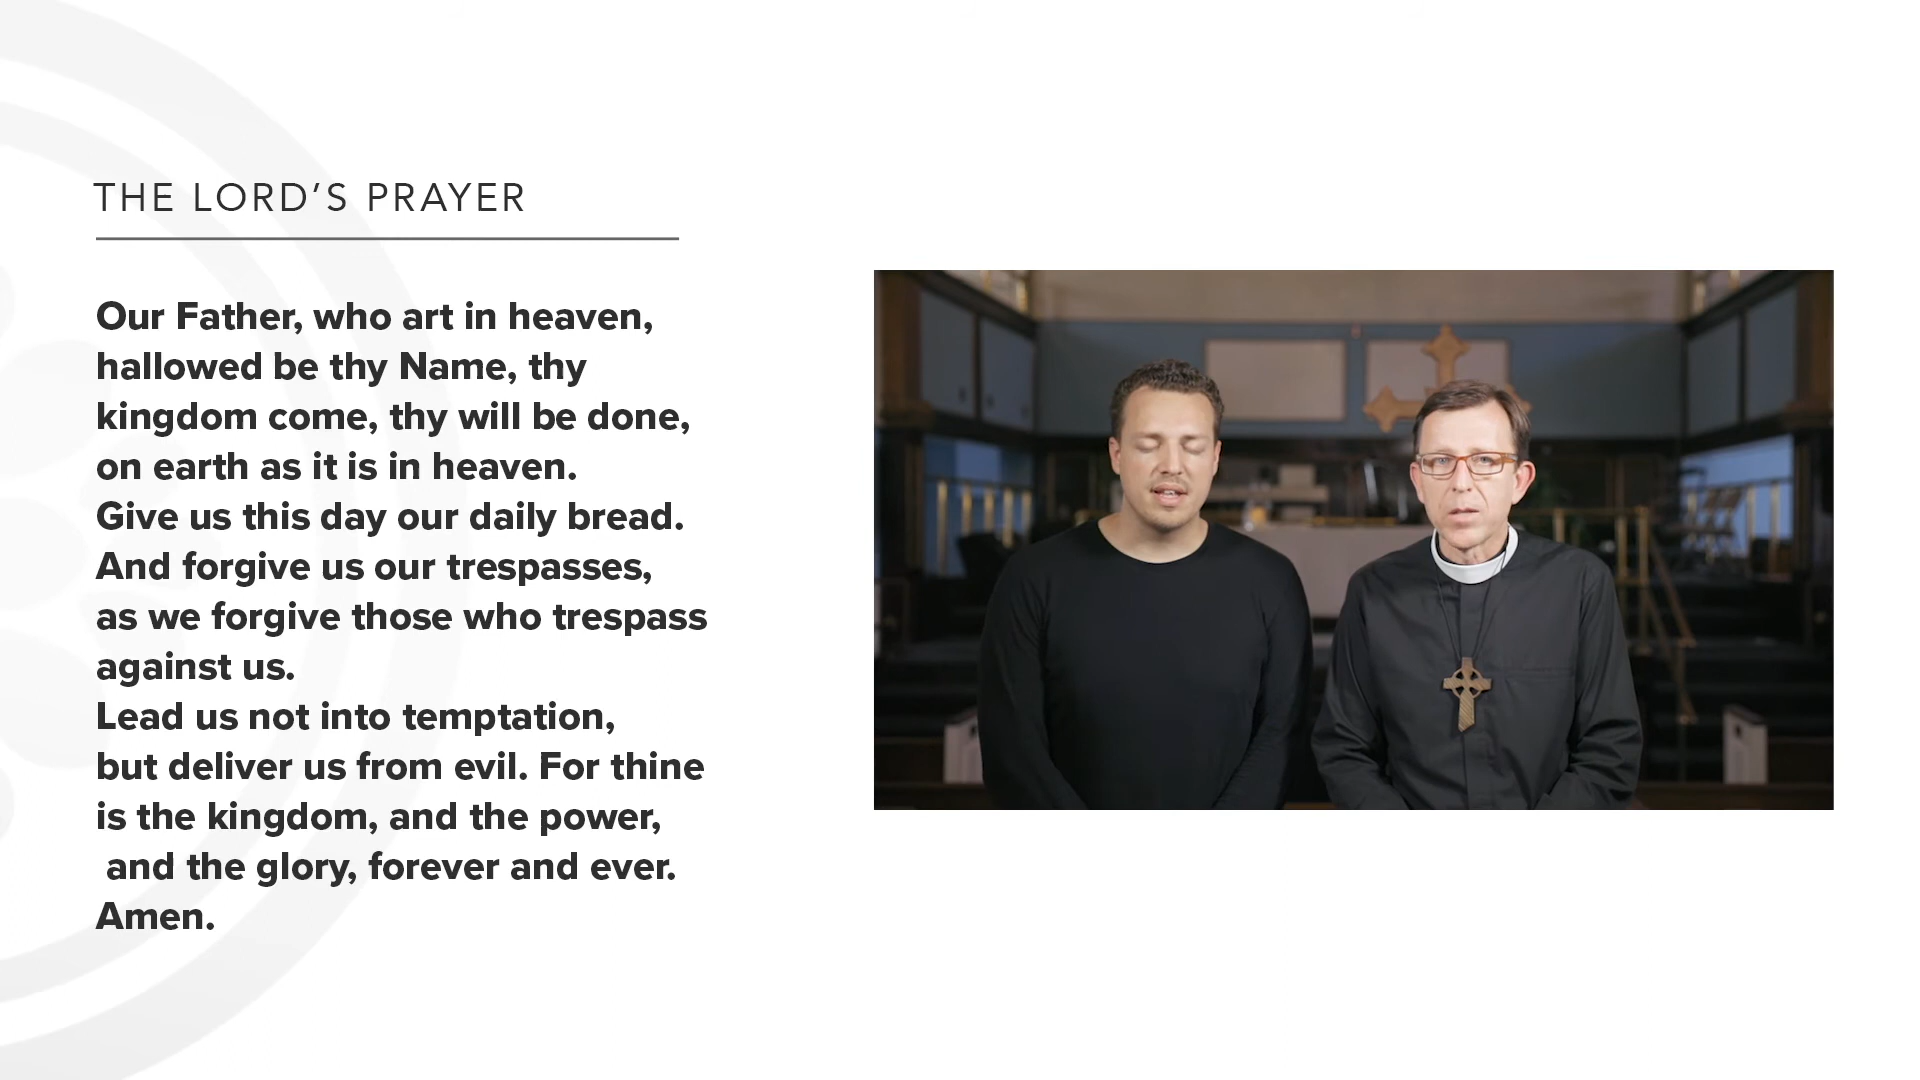 THE LORD’S PRAYER
Our Father, who art in heaven,
hallowed be thy Name, thy
kingdom come, thy will be done,
on earth as it is in heaven.
Give us this day our daily bread.
And forgive us our trespasses,
as we forgive those who trespass
against us.
Lead us not into temptation,
but deliver us from evil. For thine
is the kingdom, and the power,
and the glory, forever and ever.
Amen.